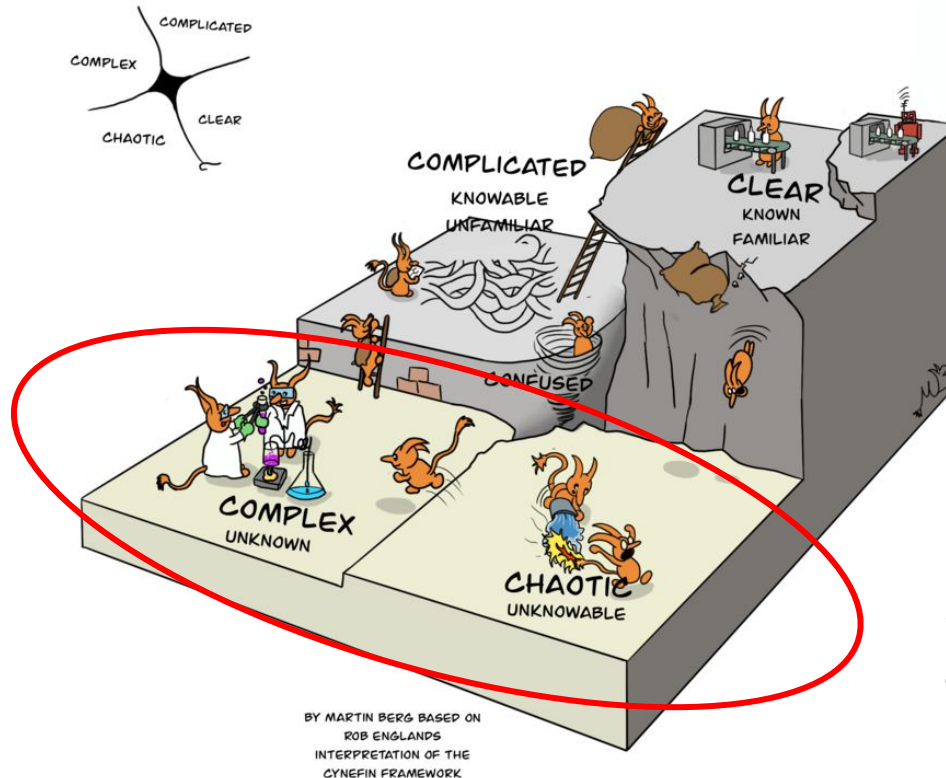 COMPLICATED
COMPLEX
CLEAR
CHAOTIC
COMPLICATED
KNOWABLE
UNFAMILIAR
CLEAR
KNOWN
FAMILIAR
CONFUSED
COMPLEX
UNKNOWN
CHAOTIC
UNKNOWABLE
BY MARTIN BERG BASED ON
ROB ENGLANDS
INTERPRETATION OF THE
CYNEFIN FRAMEWORK